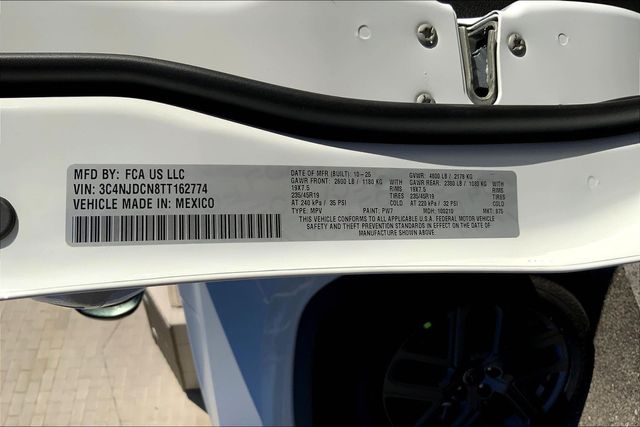 MFD BY: FCA US LLC
VIN: 3C4NJDCN8TT162774
VEHICLE MADE IN: MEXICO
DATE OF MFR (BUILT): 10-25 GVWR: 4800 LB / 2178 KG
GAWR FRONT: 2600 LB / 1180 KG WITH GAWR REAR: 2380 LB / 1080 KG WITH
19X7.5 RIMS 19X7.5 RIMS
235/45R19 TIRES 235/45R19 TIRES
AT 240 kPa / 35 PSI COLD AT 220 kPa / 32 PSI COLD
TYPE: MPV PAINT: PW7 MDH: 100210 MKT: 875
THIS VEHICLE CONFORMS TO ALL APPLICABLE U.S.A. FEDERAL MOTOR VEHICLE
SAFETY AND THEFT PREVENTION STANDARDS IN EFFECT ON THE DATE OF
MANUFACTURE SHOWN ABOVE.